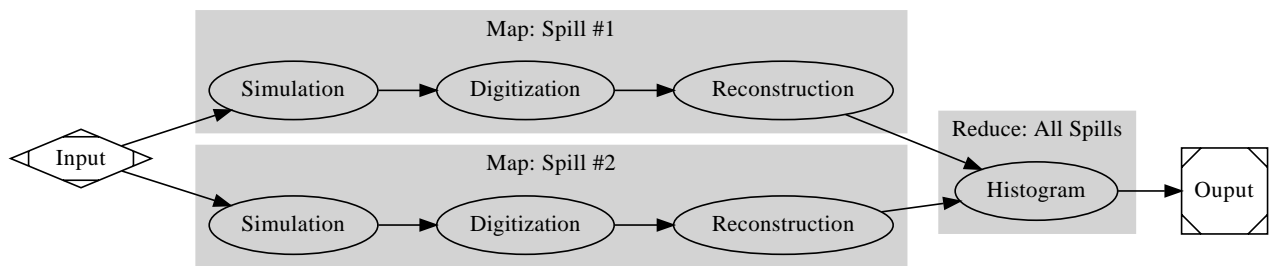 Map: Spill #1
Simulation
Digitization
Reconstruction
Input
Map: Spill #2
Simulation
Digitization
Reconstruction
Reduce: All Spills
Histogram
Ouput